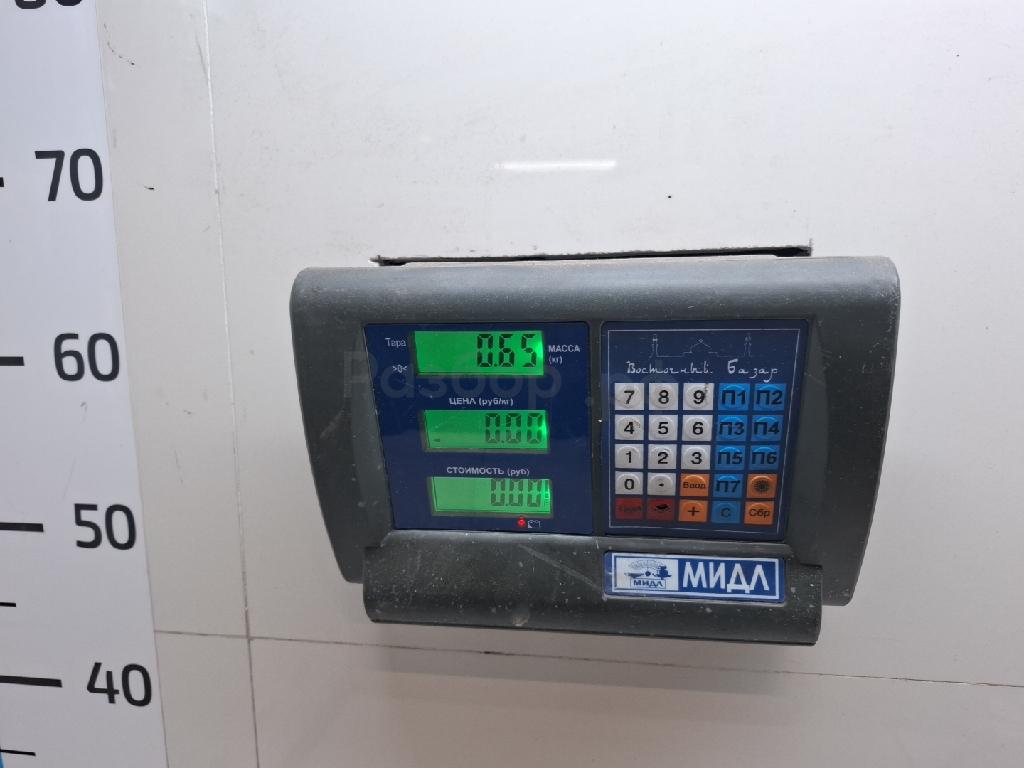 70
60
50
40
Тара
0.65
МАССА
(кг)
>0<
ЦЕНА (руб/кг)
0.00
СТОИМОСТЬ (руб)
0.00
Восточный Базар
7 8 9 П1 П2
4 5 6 П3 П4
1 2 3 П5 П6
0 . Ввод П7
+ С Сбр
МИДЛ
МИДЛ